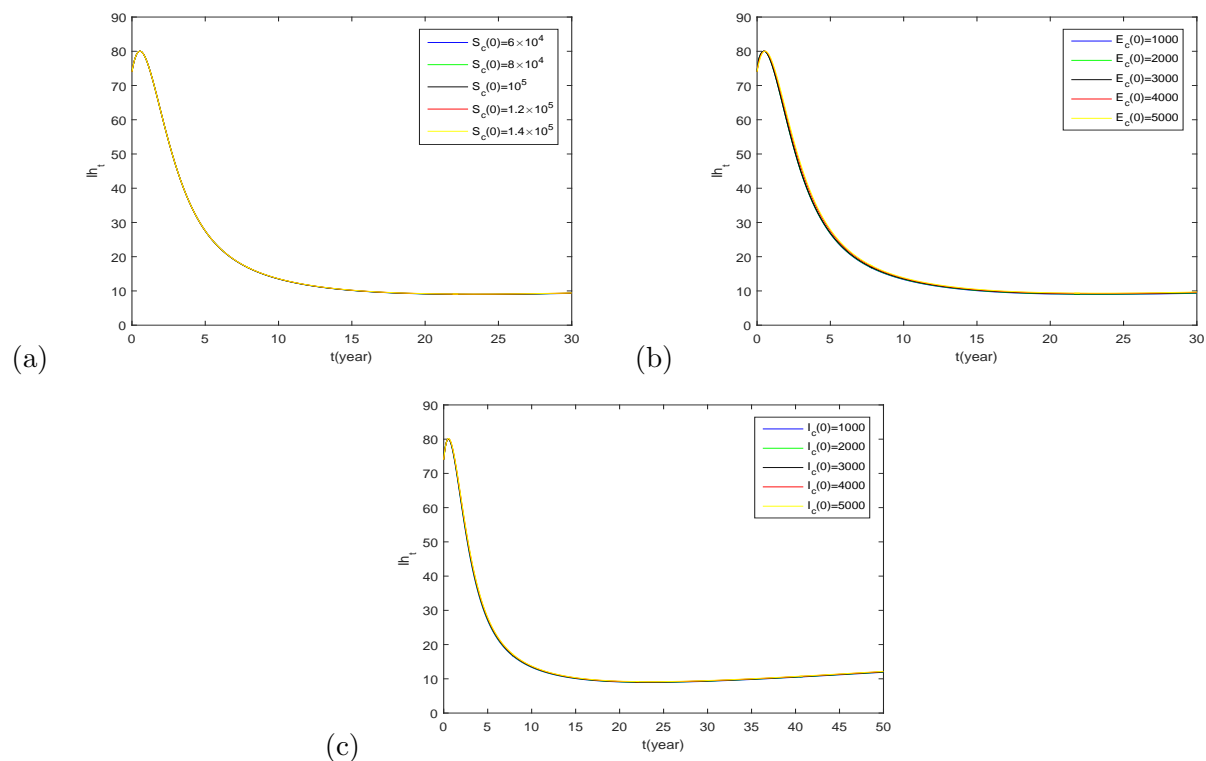 90
80
70
60
50
40
30
20
10
0
Ih_t
S_c(0)=6×10^4
S_c(0)=8×10^4
S_c(0)=10^5
S_c(0)=1.2×10^5
S_c(0)=1.4×10^5
0 5 10 15 20 25 30
t(year)
(a)
90
80
70
60
50
40
30
20
10
0
Ih_t
E_c(0)=1000
E_c(0)=2000
E_c(0)=3000
E_c(0)=4000
E_c(0)=5000
0 5 10 15 20 25 30
t(year)
(b)
90
80
70
60
50
40
30
20
10
0
Ih_t
I_c(0)=1000
I_c(0)=2000
I_c(0)=3000
I_c(0)=4000
I_c(0)=5000
0 5 10 15 20 25 30 35 40 45 50
t(year)
(c)